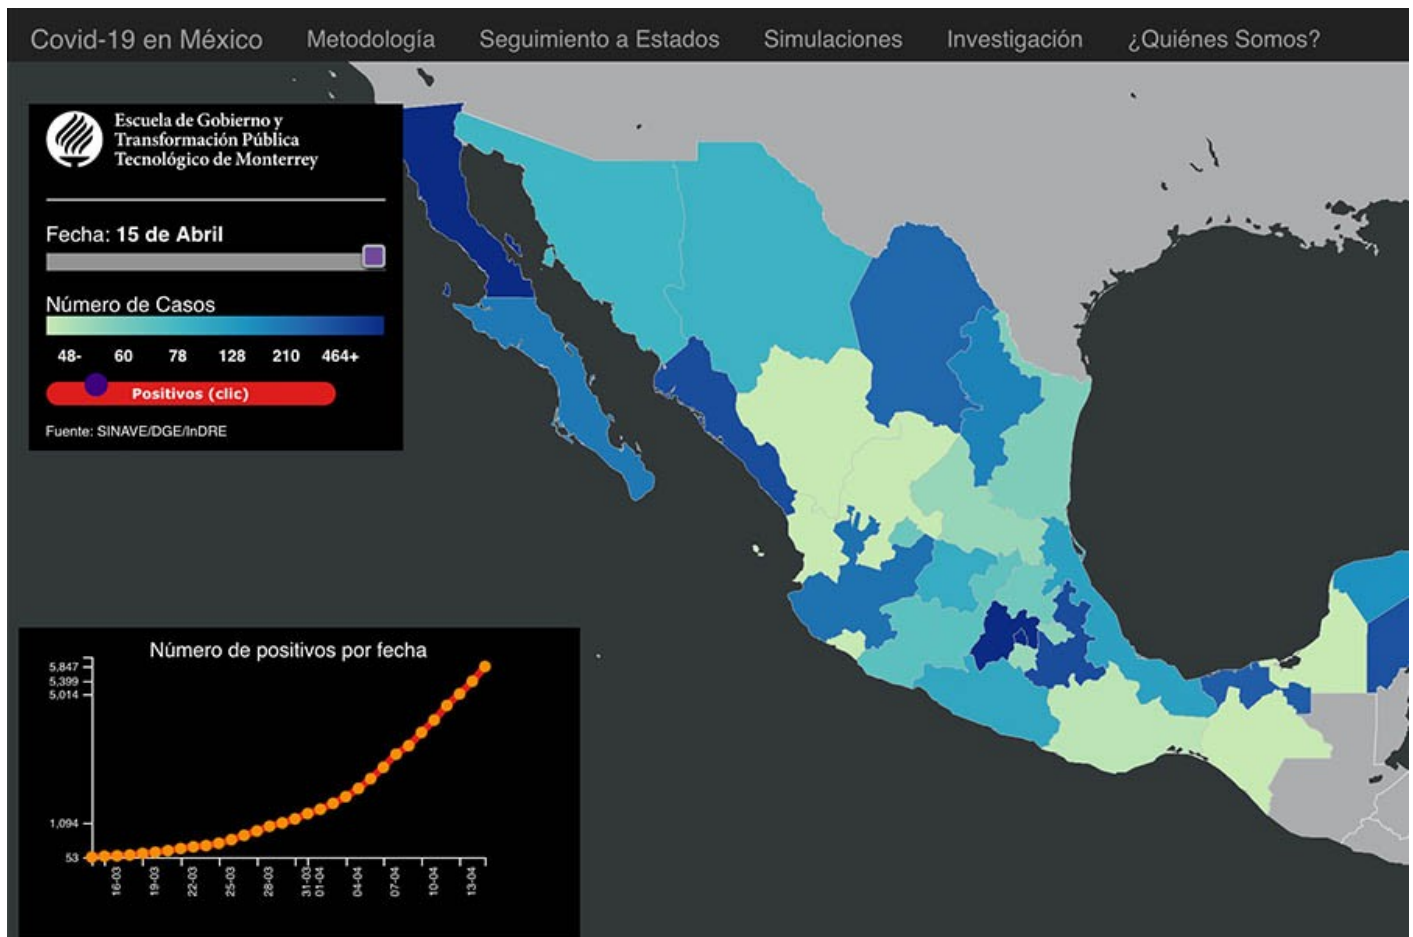 Covid-19 en México Metodología Seguimiento a Estados Simulaciones Investigación ¿Quiénes Somos?
Escuela de Gobierno y
Transformación Pública
Tecnológico de Monterrey
Fecha: 15 de Abril
Número de Casos
48- 60 78 128 210 464+
Positivos (clic)
Fuente: SINAVE/DGE/InDRE
Número de positivos por fecha
5,847
5,399
5,014
1,094
53
16-03 19-03 22-03 25-03 28-03 31-03 01-04 04-04 07-04 10-04 13-04